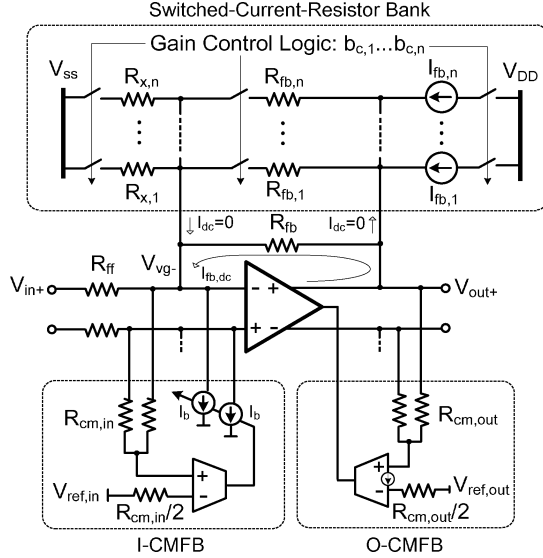 Switched-Current-Resistor Bank
Gain Control Logic: b_c,1...b_c,n
V_ss
R_x,n
R_fb,n
I_fb,n
V_DD
R_x,1
R_fb,1
I_fb,1
I_dc=0
R_fb
I_dc=0
R_ff
V_vg-
I_fb,dc
V_in+
V_out+
- +
+ -
R_cm,in
I_b
I_b
R_cm,out
+
-
V_ref,in
R_cm,in/2
+
-
V_ref,out
R_cm,out/2
I-CMFB
O-CMFB